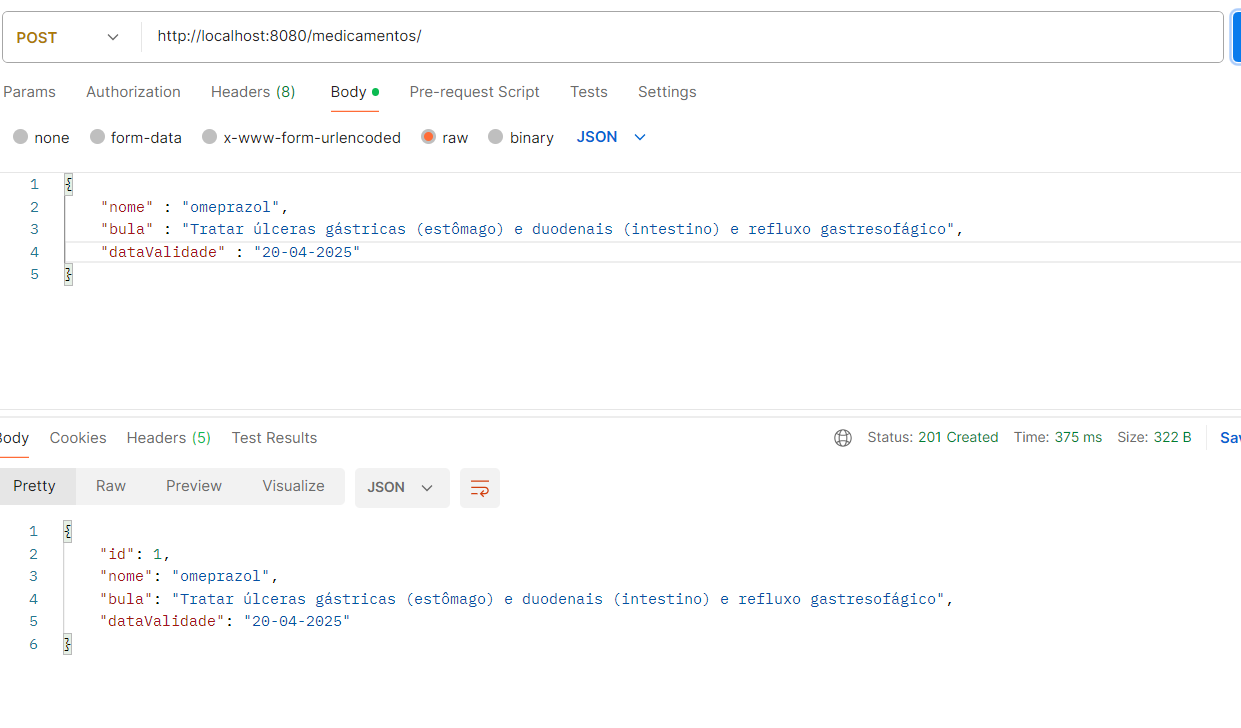 POST http://localhost:8080/medicamentos/
Params Authorization Headers (8) Body Pre-request Script Tests Settings
none form-data x-www-form-urlencoded raw binary JSON
1 {
2 "nome" : "omeprazol",
3 "bula" : "Tratar úlceras gástricas (estômago) e duodenais (intestino) e refluxo gastresofágico",
4 "dataValidade" : "20-04-2025"
5 }
Body Cookies Headers (5) Test Results Status: 201 Created Time: 375 ms Size: 322 B Sav
Pretty Raw Preview Visualize JSON
1 {
2 "id": 1,
3 "nome": "omeprazol",
4 "bula": "Tratar úlceras gástricas (estômago) e duodenais (intestino) e refluxo gastresofágico",
5 "dataValidade": "20-04-2025"
6 }